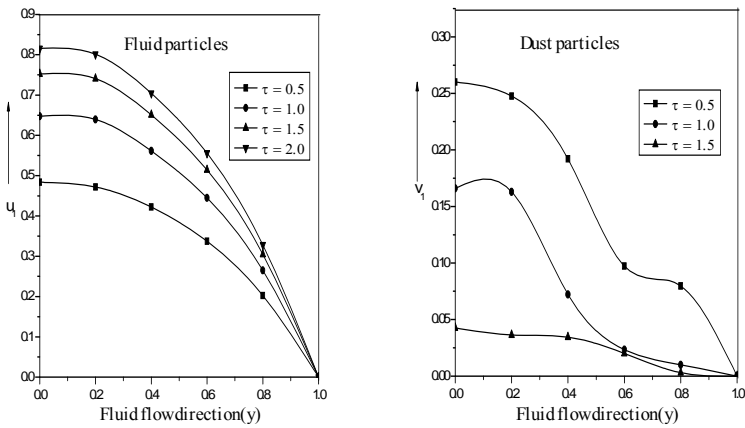 Fluid particles
τ = 0.5
τ = 1.0
τ = 1.5
τ = 2.0
0.9
0.8
0.7
0.6
0.5
0.4
0.3
0.2
0.1
0.0
u1
0.0 0.2 0.4 0.6 0.8 1.0
Fluid flowdirection(y)
Dust particles
τ = 0.5
τ = 1.0
τ = 1.5
0.30
0.25
0.20
0.15
0.10
0.05
0.00
v1
0.0 0.2 0.4 0.6 0.8 1.0
Fluid flowdirection(y)